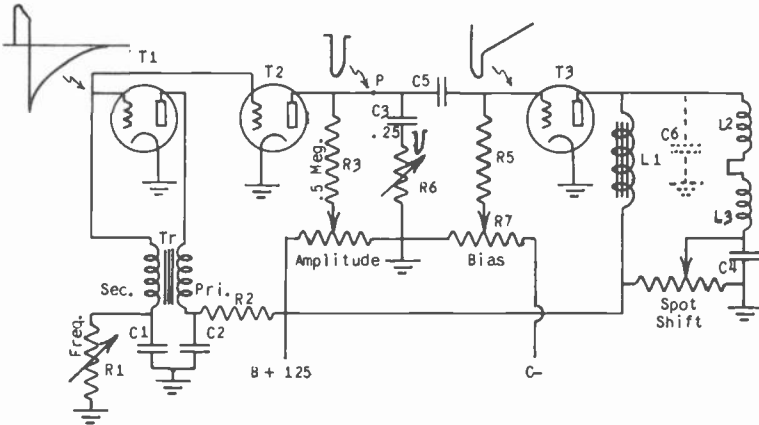 T1
T2
P
C5
T3
C3
.25
.5 Meg.
R3
R6
R5
L1
C6
L2
L3
R7
Tr
Amplitude
Bias
C4
Sec.
Pri.
R2
Spot
Shift
Freq.
R1
C1
C2
B + 125
C-